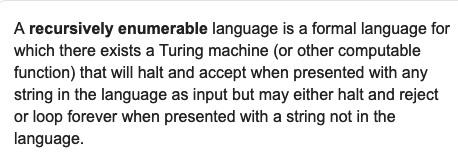 A recursively enumerable language is a formal language for
which there exists a Turing machine (or other computable
function) that will halt and accept when presented with any
string in the language as input but may either halt and reject
or loop forever when presented with a string not in the
language.